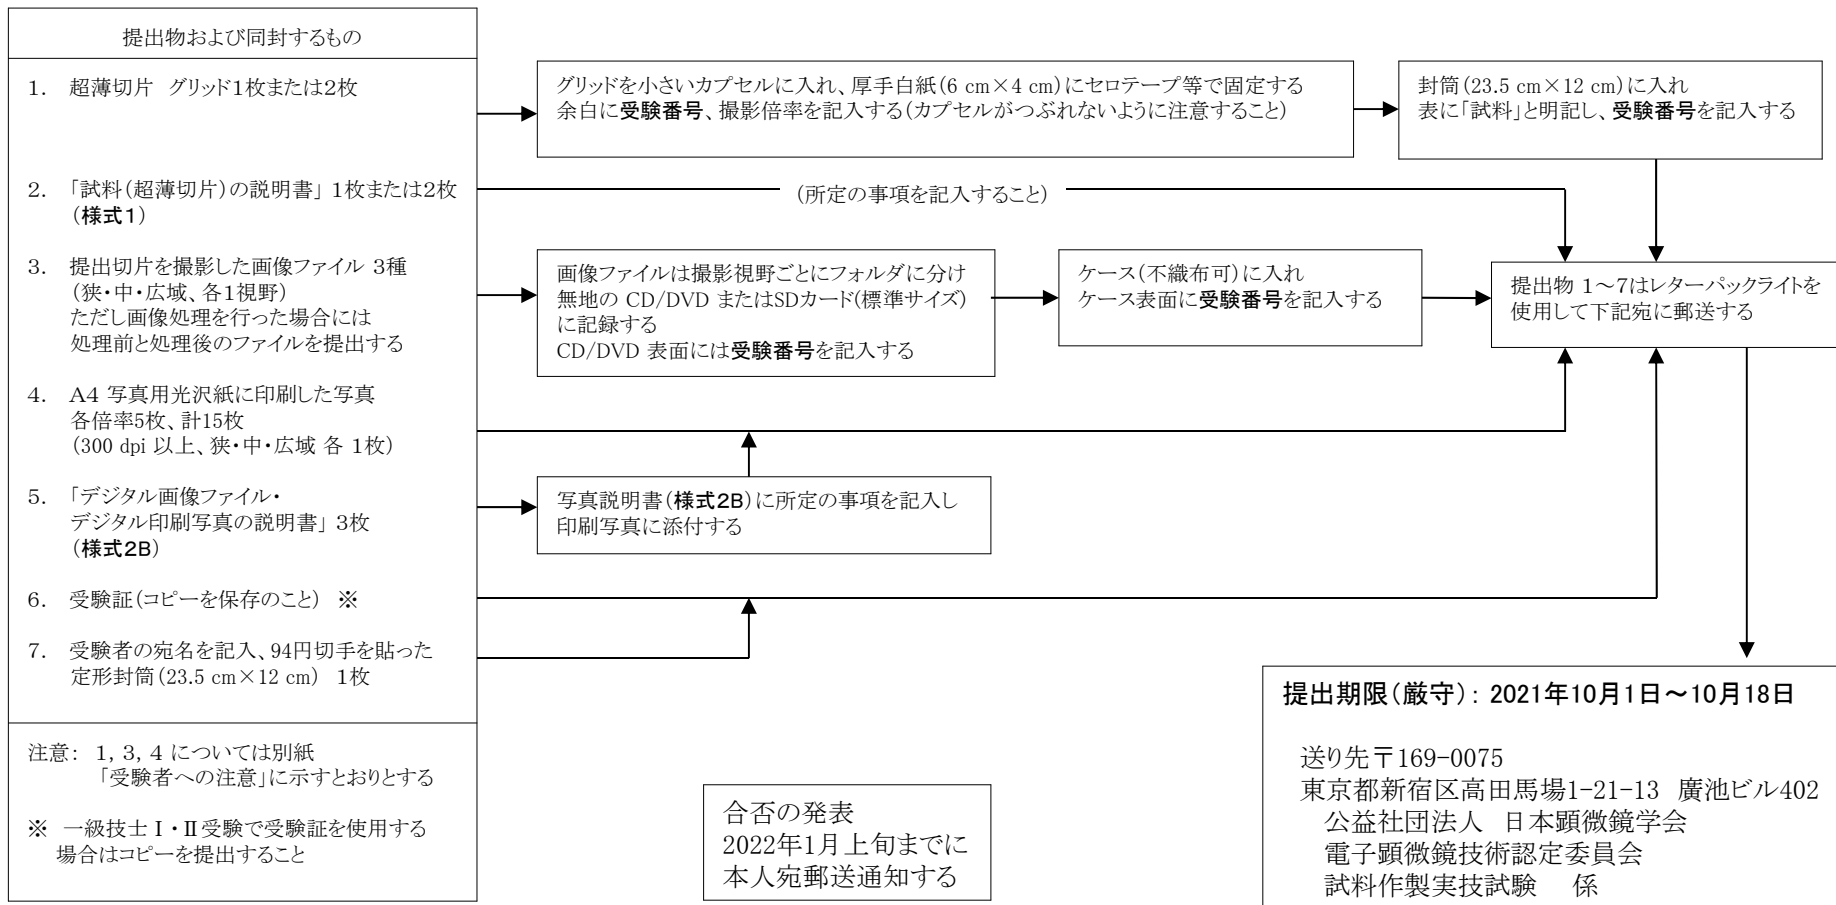 提出物および同封するもの
1. 超薄切片 グリッド1枚または2枚
グリッドを小さいカプセルに入れ、厚手白紙(6 cm×4 cm)にセロテープ等で固定する
余白に受験番号、撮影倍率を記入する(カプセルがつぶれないように注意すること)
封筒(23.5 cm×12 cm)に入れ
表に「試料」と明記し、受験番号を記入する
2. 「試料(超薄切片)の説明書」 1枚または2枚
(様式1)
(所定の事項を記入すること)
3. 提出切片を撮影した画像ファイル 3種
(狭・中・広域、各1視野)
ただし画像処理を行った場合には
処理前と処理後のファイルを提出する
画像ファイルは撮影視野ごとにフォルダに分け
無地の CD/DVD またはSDカード(標準サイズ)
に記録する
CD/DVD 表面には受験番号を記入する
ケース(不織布可)に入れ
ケース表面に受験番号を記入する
提出物 1~7はレターパックライトを
使用して下記宛に郵送する
4. A4 写真用光沢紙に印刷した写真
各倍率5枚、計15枚
(300 dpi 以上、狭・中・広域 各 1枚)
5. 「デジタル画像ファイル・
デジタル印刷写真の説明書」 3枚
(様式2B)
写真説明書(様式2B)に所定の事項を記入し
印刷写真に添付する
6. 受験証(コピーを保存のこと) ※
7. 受験者の宛名を記入、94円切手を貼った
定形封筒(23.5 cm×12 cm) 1枚
注意: 1, 3, 4 については別紙
「受験者への注意」に示すとおりとする
※ 一級技士Ⅰ・Ⅱ受験で受験証を使用する
場合はコピーを提出すること
合否の発表
2022年1月上旬までに
本人宛郵送通知する
提出期限(厳守): 2021年10月1日~10月18日
送り先〒169-0075
東京都新宿区高田馬場1-21-13 廣池ビル402
公益社団法人 日本顕微鏡学会
電子顕微鏡技術認定委員会
試料作製実技試験 係